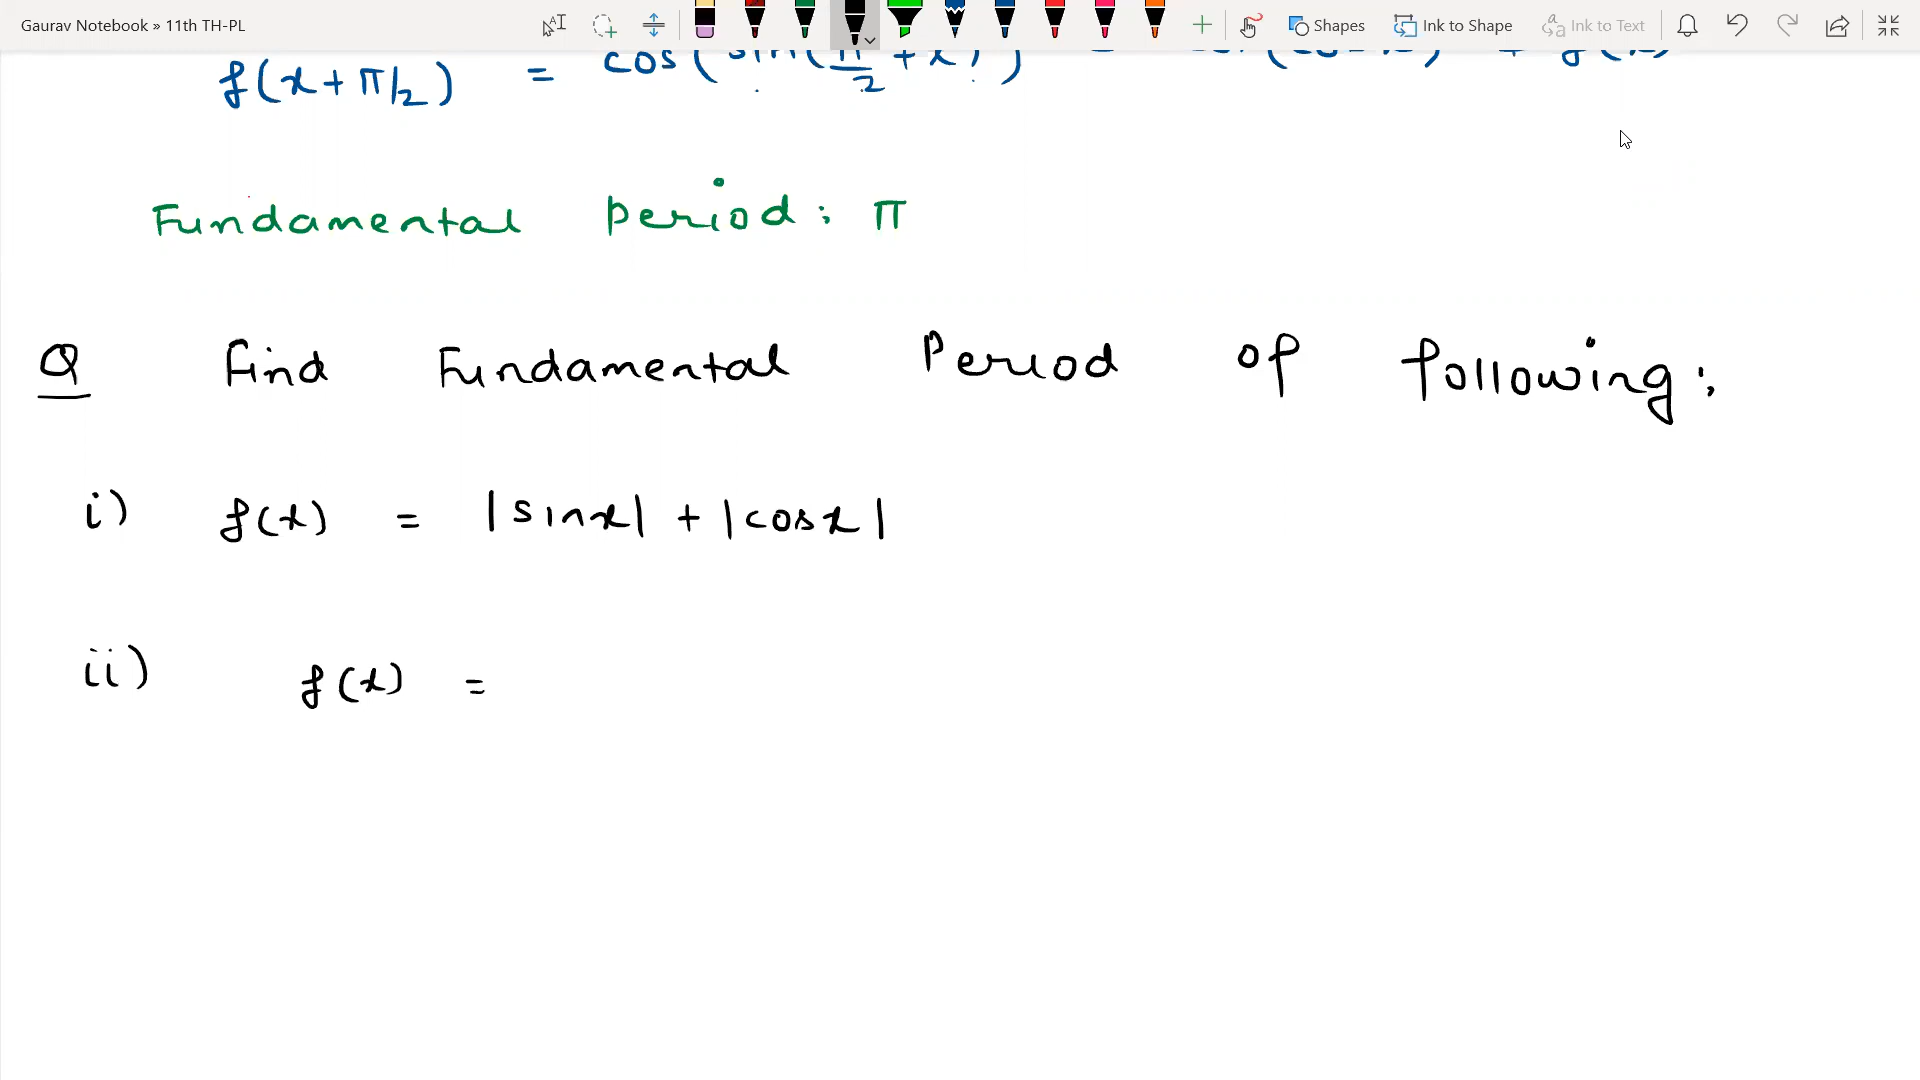 Gaurav Notebook » 11th TH-PL Shapes Ink to Shape Ink to Text
f(x+π/2) = cos(sin(π/2+x))
Fundamental Period: π
Q Find Fundamental Period of following:
i) f(x) = |sinx| + |cosx|
ii) f(x) =